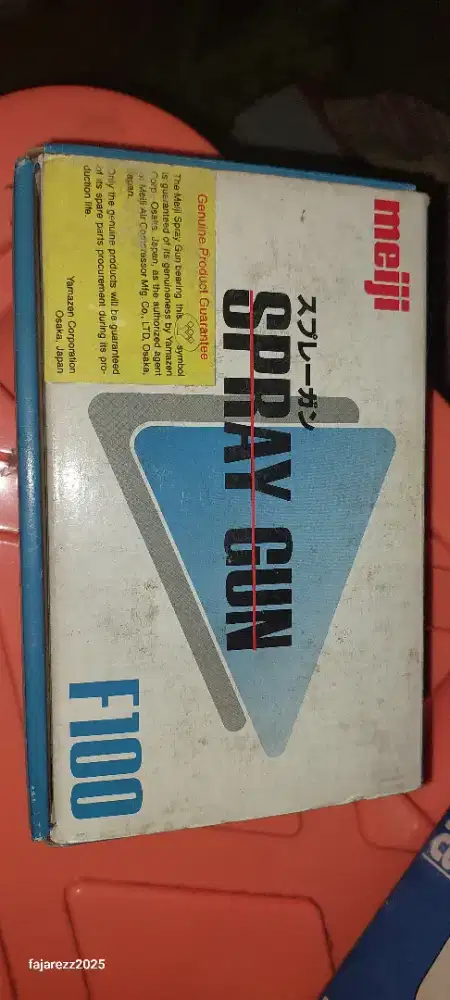 meiji
スプレーガン
SPRAY GUN
F100
Genuine Product Guarantee
The Meiji Spray Gun bearing this symbol
is guaranteed of its genuineness by Yamazen
Corp. Osaka, Japan, as the authorized agent
Meiji Air Compressor Mfg. Co., LTD, Osaka,
Japan.
Only the genuine products will be guaranteed
of its spare parts procurement during its pro-
duction life.
Yamazen Corporation
Osaka, Japan
fajarezz2025